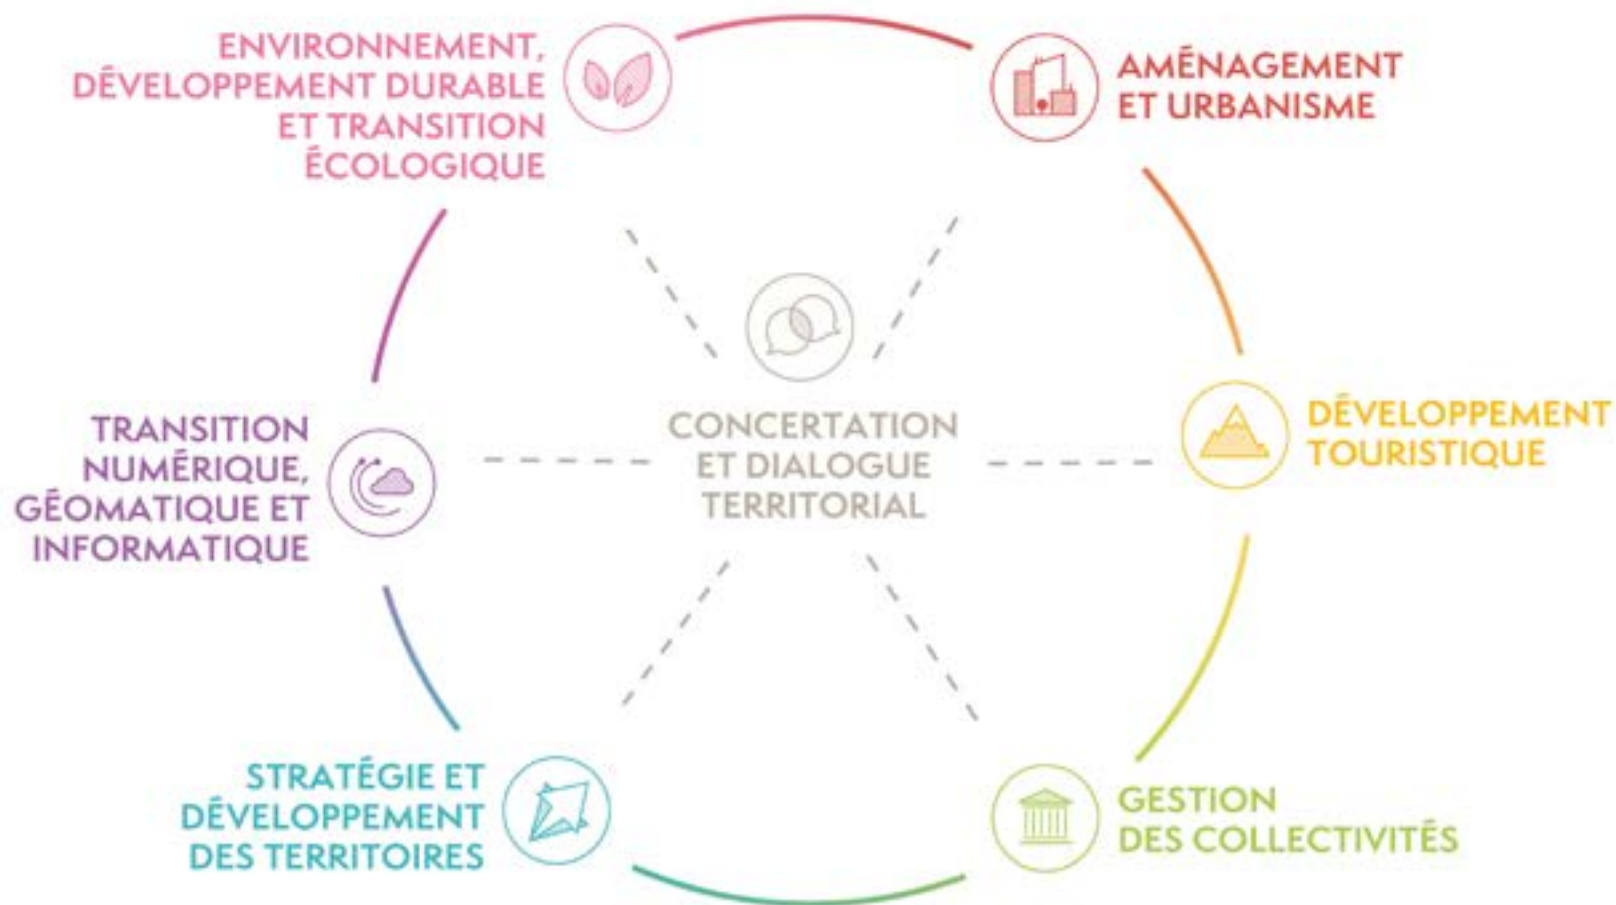 ENVIRONNEMENT,
DÉVELOPPEMENT DURABLE
ET TRANSITION
ÉCOLOGIQUE
AMÉNAGEMENT
ET URBANISME
TRANSITION
NUMÉRIQUE,
GÉOMATIQUE ET
INFORMATIQUE
CONCERTATION
ET DIALOGUE
TERRITORIAL
DÉVELOPPEMENT
TOURISTIQUE
STRATÉGIE ET
DÉVELOPPEMENT
DES TERRITOIRES
GESTION
DES COLLECTIVITÉS